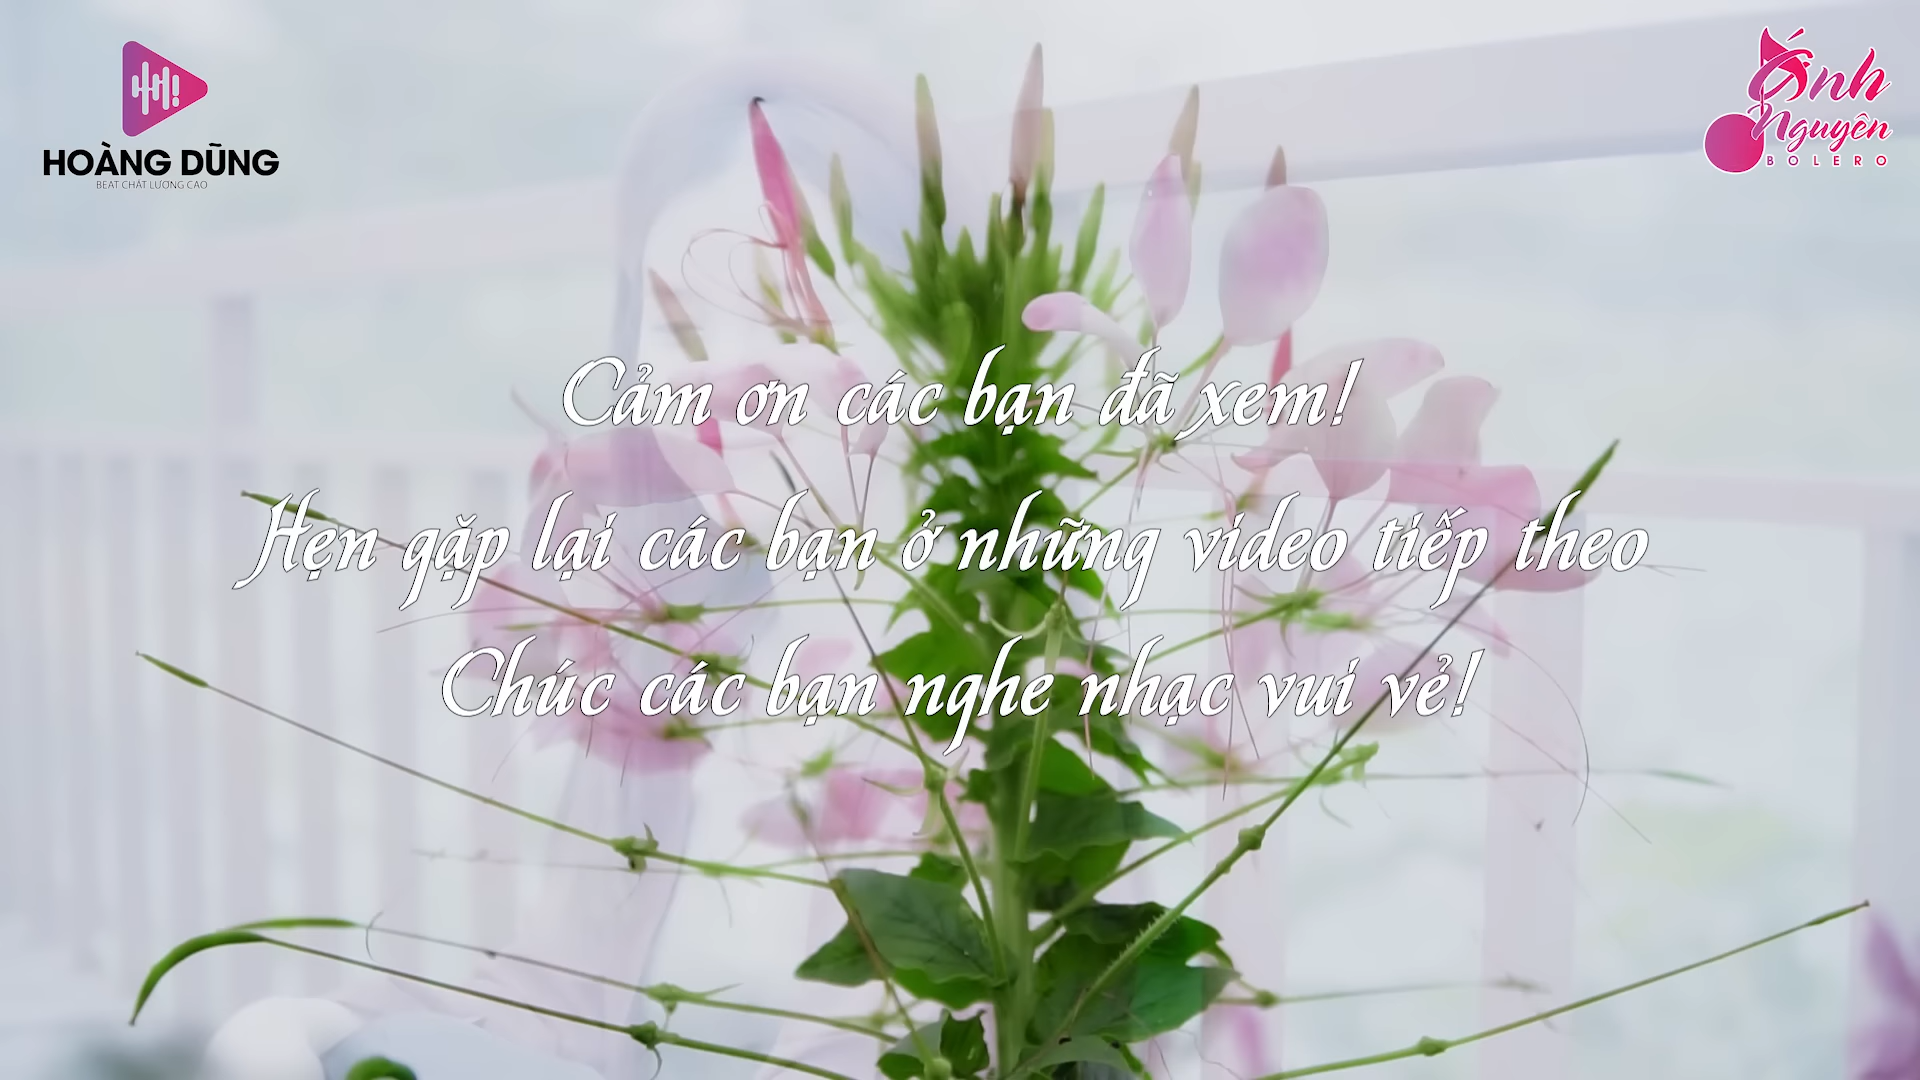 HOÀNG DŨNG
BEAT CHẤT LƯỢNG CAO
Ánh
Nguyên
BOLERO
Cảm ơn các bạn đã xem!
Hẹn gặp lại các bạn ở những video tiếp theo
Chúc các bạn nghe nhạc vui vẻ!